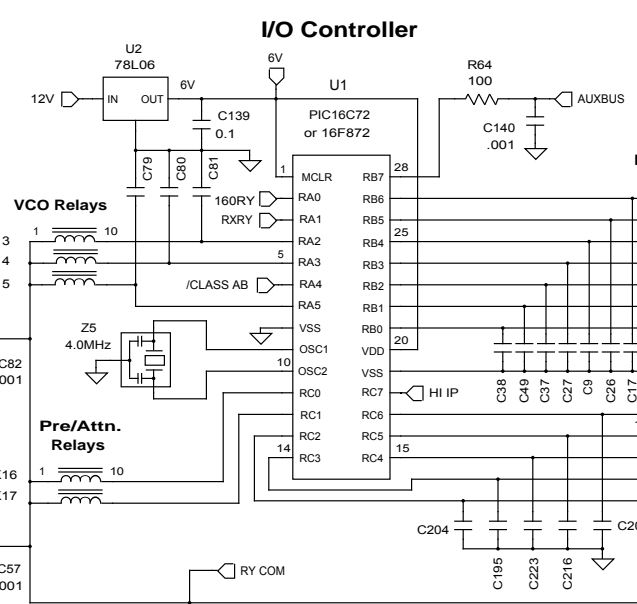 I/O Controller
U2
78L06
6V
6V
12V
IN
OUT
U1
R64
100
AUXBUS
C139
0.1
PIC16C72
or 16F872
C140
.001
C79
C80
C81
1
MCLR
RB7
28
160RY
RA0
RB6
VCO Relays
RXRY
RA1
RB5
3
1
10
RA2
RB4
25
4
5
RA3
RB3
5
/CLASS AB
RA4
RB2
RA5
RB1
Z5
4.0MHz
VSS
RB0
OSC1
VDD
20
10
OSC2
VSS
C82
001
C38
C49
C37
C27
C9
C26
C17
RC0
RC7
HI IP
Pre/Attn.
Relays
RC1
RC6
RC2
RC5
14
RC3
RC4
15
K16
1
10
K17
C204
C20
C195
C223
C216
C57
001
RY COM